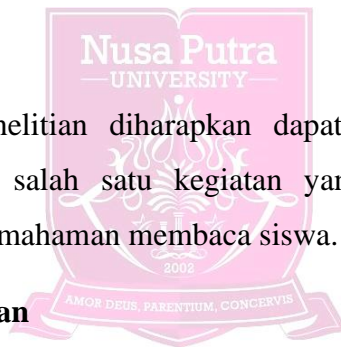 Nusa Putra
UNIVERSITY
nelitian diharapkan dapat
salah satu kegiatan yan
mahaman membaca siswa.
2002
AMOR DEUS, PARENTIUM, CONCERVIS
an